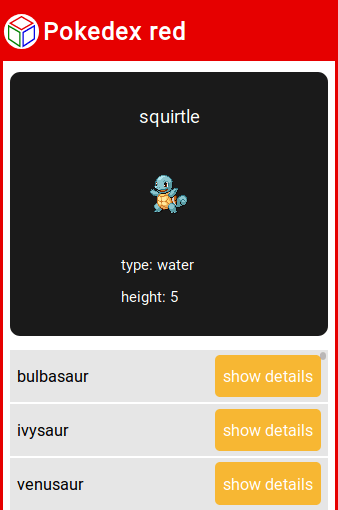 Pokedex red
squirtle
type: water
height: 5
bulbasaur show details
ivysaur show details
venusaur show details